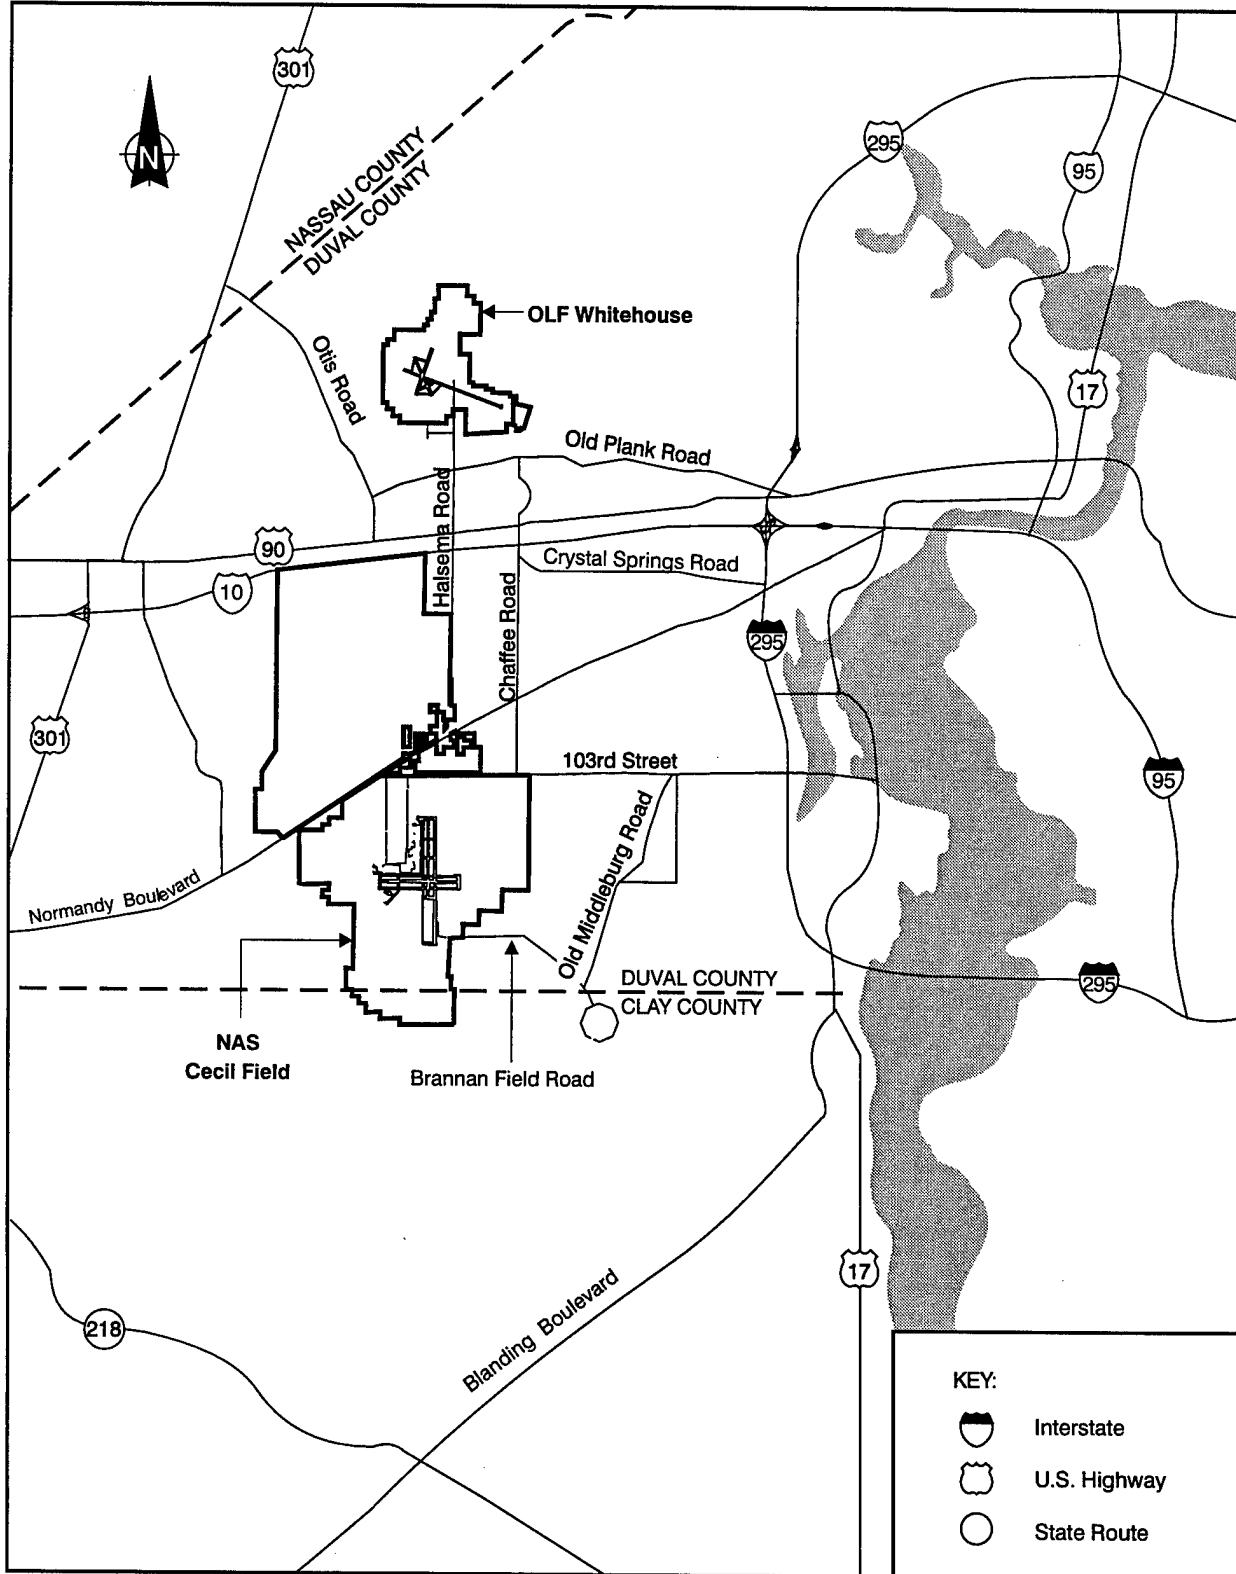 301
N
295
95
NASSAU COUNTY
DUVAL COUNTY
OLF Whitehouse
Otis Road
17
Old Plank Road
Halsema Road
90
Crystal Springs Road
10
Chaffee Road
295
301
103rd Street
95
Old Middleburg Road
Normandy Boulevard
DUVAL COUNTY
CLAY COUNTY
295
NAS
Cecil Field
Brannan Field Road
17
Blanding Boulevard
218
KEY:
Interstate
U.S. Highway
State Route